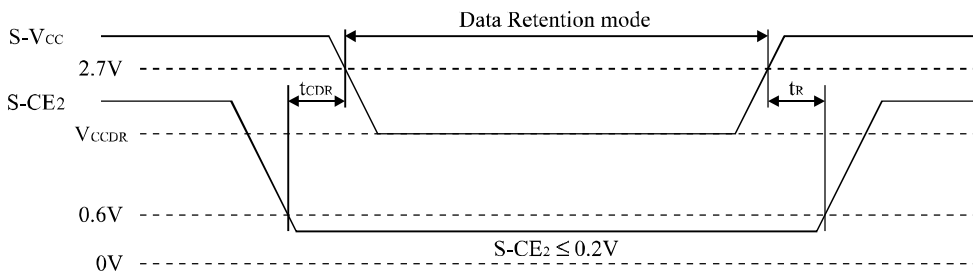 Data Retention mode
S-VCC
2.7V
tCDR
tR
S-CE2
VCCDR
0.6V
S-CE2 ≤ 0.2V
0V